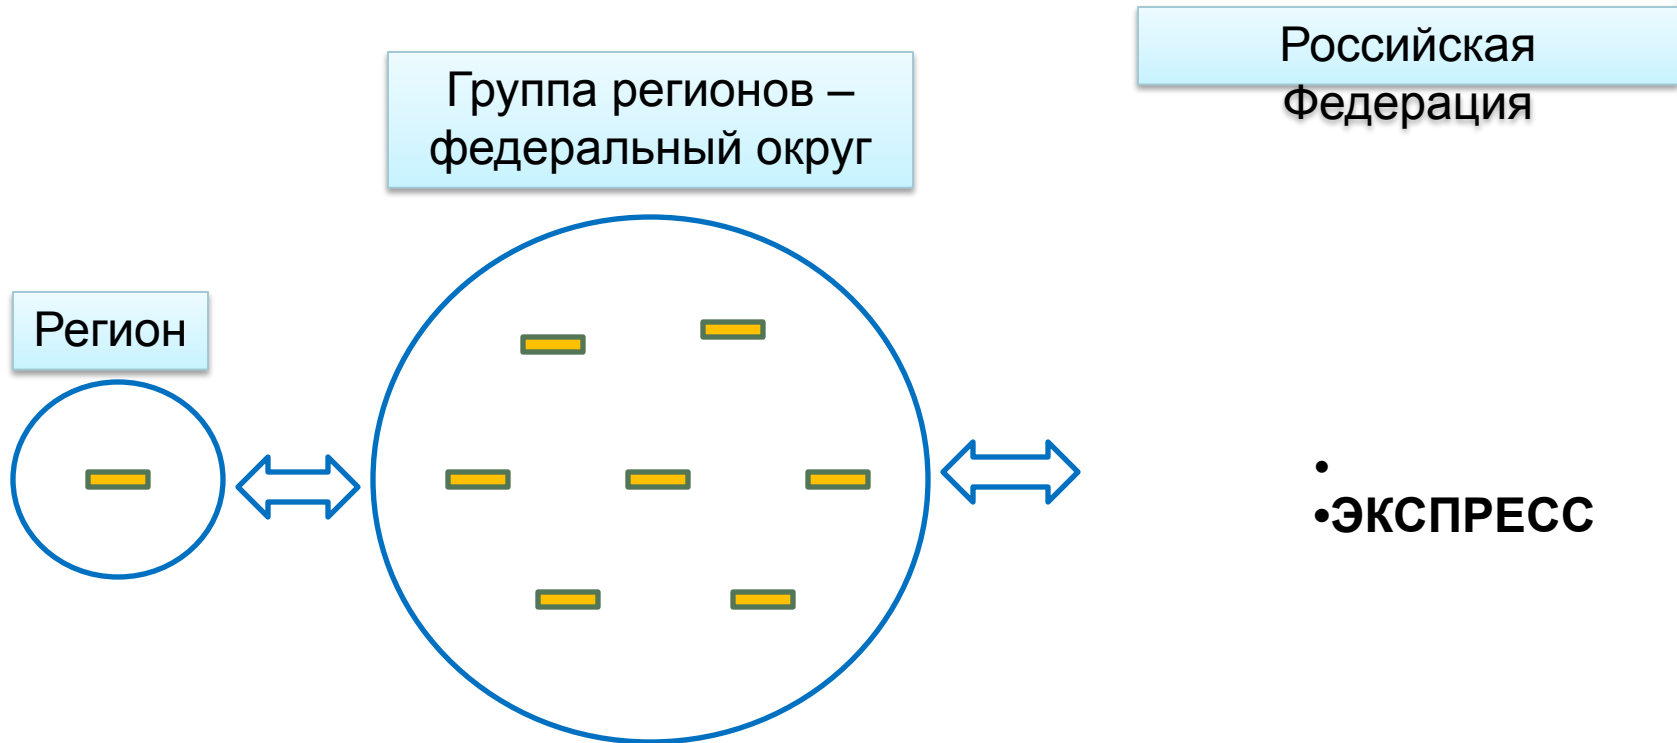 Российская
Федерация
Группа регионов –
федеральный округ
Регион
•
•ЭКСПРЕСС